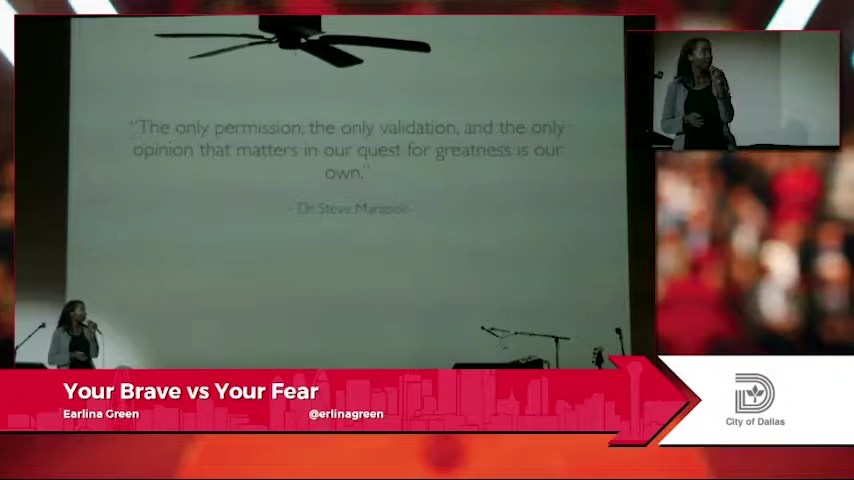 "The only permission, the only validation, and the only
opinion that matters in our quest for greatness is our
own."
- Dr. Steve Maraboli
Your Brave vs Your Fear
Earlina Green
@erlinagreen
City of Dallas